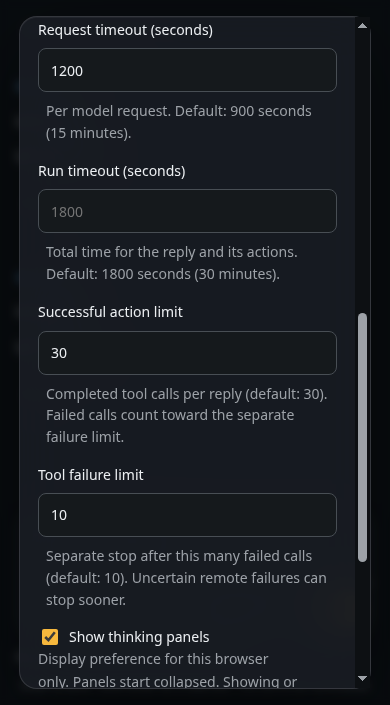 Request timeout (seconds)
1200
Per model request. Default: 900 seconds
(15 minutes).
Run timeout (seconds)
1800
Total time for the reply and its actions.
Default: 1800 seconds (30 minutes).
Successful action limit
30
Completed tool calls per reply (default: 30).
Failed calls count toward the separate
failure limit.
Tool failure limit
10
Separate stop after this many failed calls
(default: 10). Uncertain remote failures can
stop sooner.
Show thinking panels
Display preference for this browser
only. Panels start collapsed. Showing or